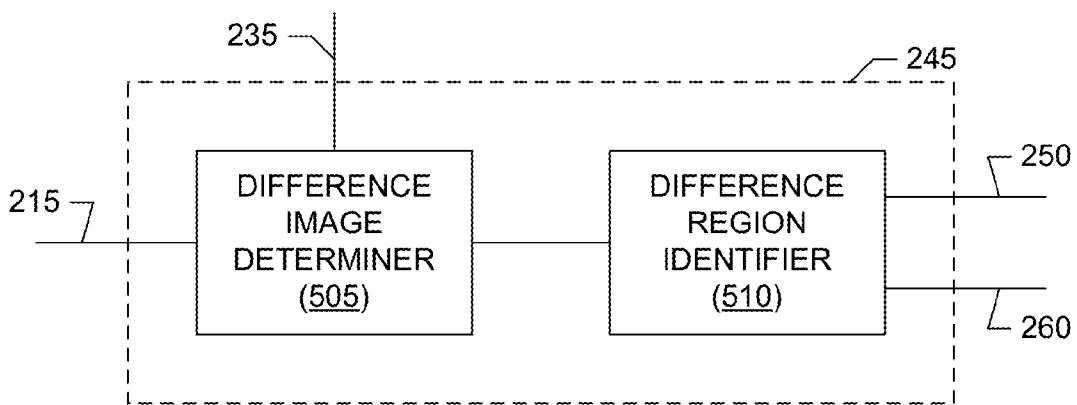 235
245
215
DIFFERENCE
IMAGE
DETERMINER
(505)
DIFFERENCE
REGION
IDENTIFIER
(510)
250
260